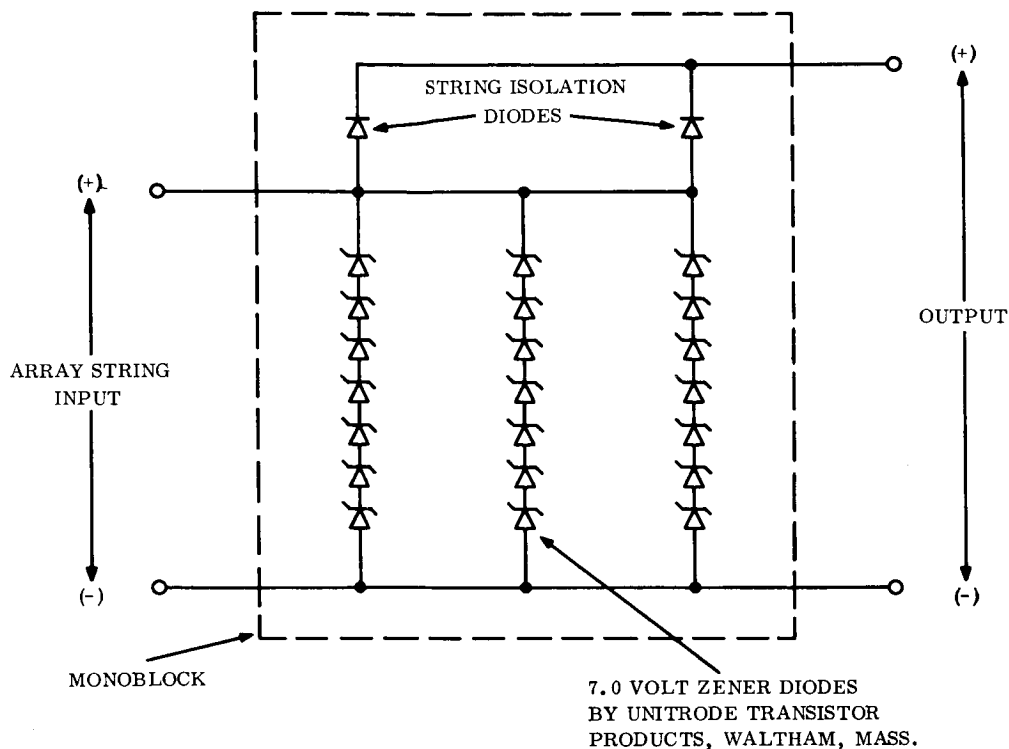 (+)
STRING ISOLATION
DIODES
(+)
OUTPUT
ARRAY STRING
INPUT
(-)
(-)
MONOBLOCK
7.0 VOLT ZENER DIODES
BY UNITRODE TRANSISTOR
PRODUCTS, WALTHAM, MASS.